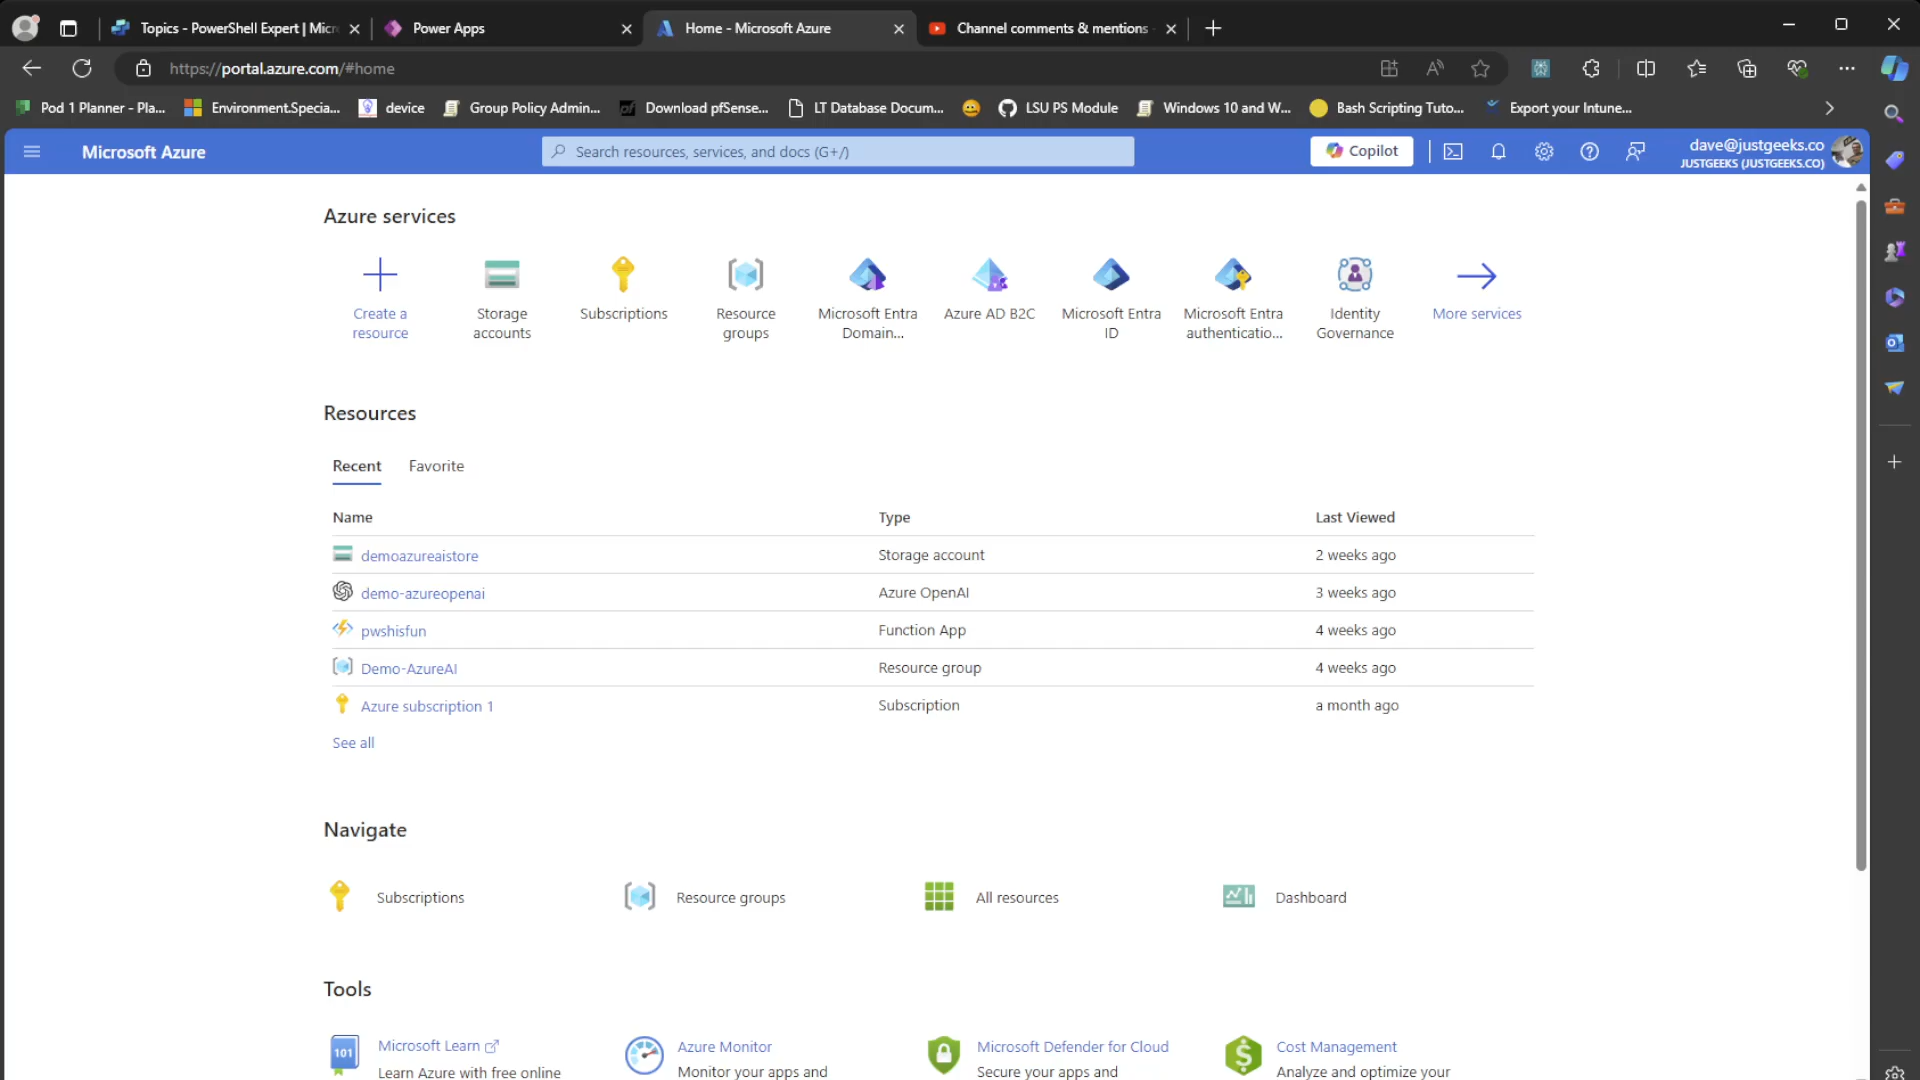 Topics - PowerShell Expert | Micr
Power Apps
Home - Microsoft Azure
Channel comments & mentions
https://portal.azure.com/#home
Pod 1 Planner - Pla...
Environment.Specia...
device
Group Policy Admin...
Download pfSense...
LT Database Docum...
LSU PS Module
Windows 10 and W...
Bash Scripting Tuto...
Export your Intune...
Microsoft Azure
Search resources, services, and docs (G+/)
Copilot
dave@justgeeks.co
JUSTGEEKS (JUSTGEEKS.CO)
Azure services
Create a
resource
Storage
accounts
Subscriptions
Resource
groups
Microsoft Entra
Domain...
Azure AD B2C
Microsoft Entra
ID
Microsoft Entra
authenticatio...
Identity
Governance
More services
Resources
Recent
Favorite
Name Type Last Viewed
demoazureaistore Storage account 2 weeks ago
demo-azureopenai Azure OpenAI 3 weeks ago
pwshisfun Function App 4 weeks ago
Demo-AzureAI Resource group 4 weeks ago
Azure subscription 1 Subscription a month ago
See all
Navigate
Subscriptions
Resource groups
All resources
Dashboard
Tools
101
Microsoft Learn
Learn Azure with free online
Azure Monitor
Monitor your apps and
Microsoft Defender for Cloud
Secure your apps and
Cost Management
Analyze and optimize your